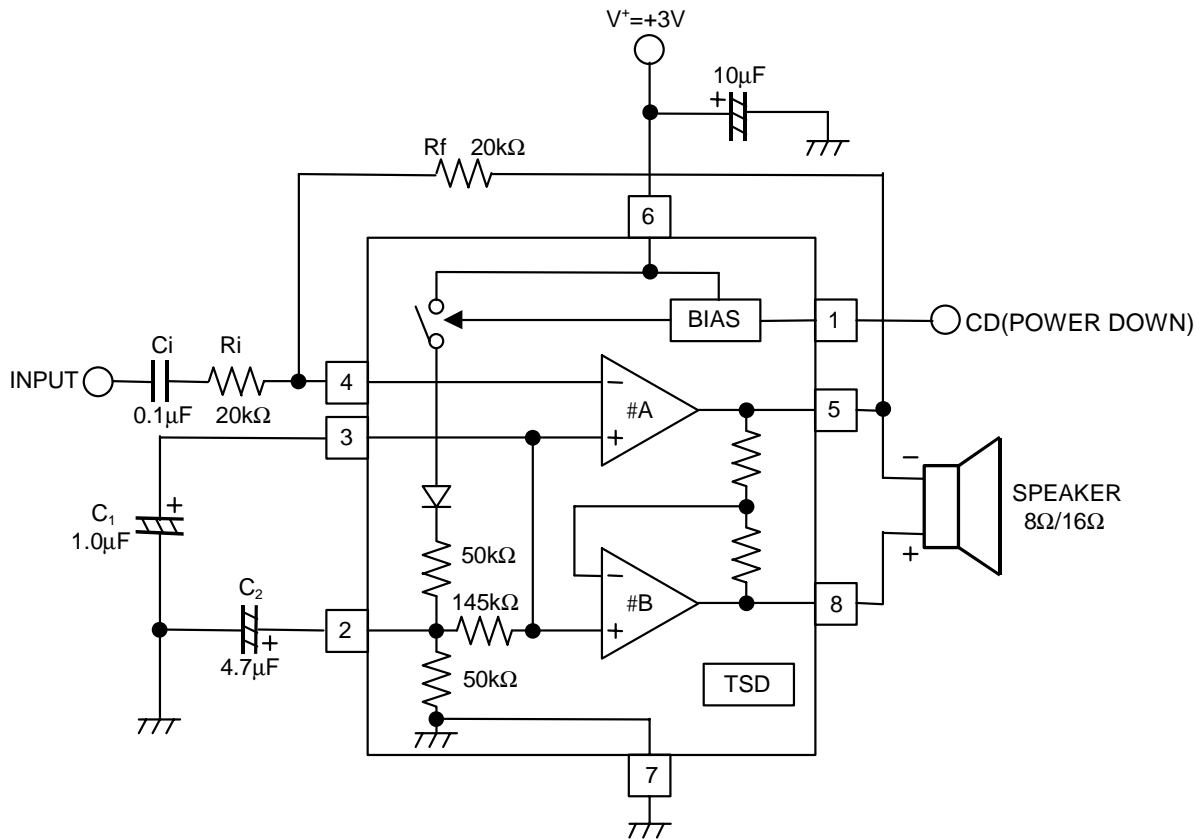 V+=+3V
10µF
+
Rf 20kΩ
6
BIAS
1
CD(POWER DOWN)
Ci
Ri
INPUT
0.1µF
20kΩ
4
−
#A
+
5
3
−
SPEAKER
8Ω/16Ω
+
C1
1.0µF
+
50kΩ
−
#B
+
8
C2
4.7µF
+
2
145kΩ
50kΩ
TSD
7